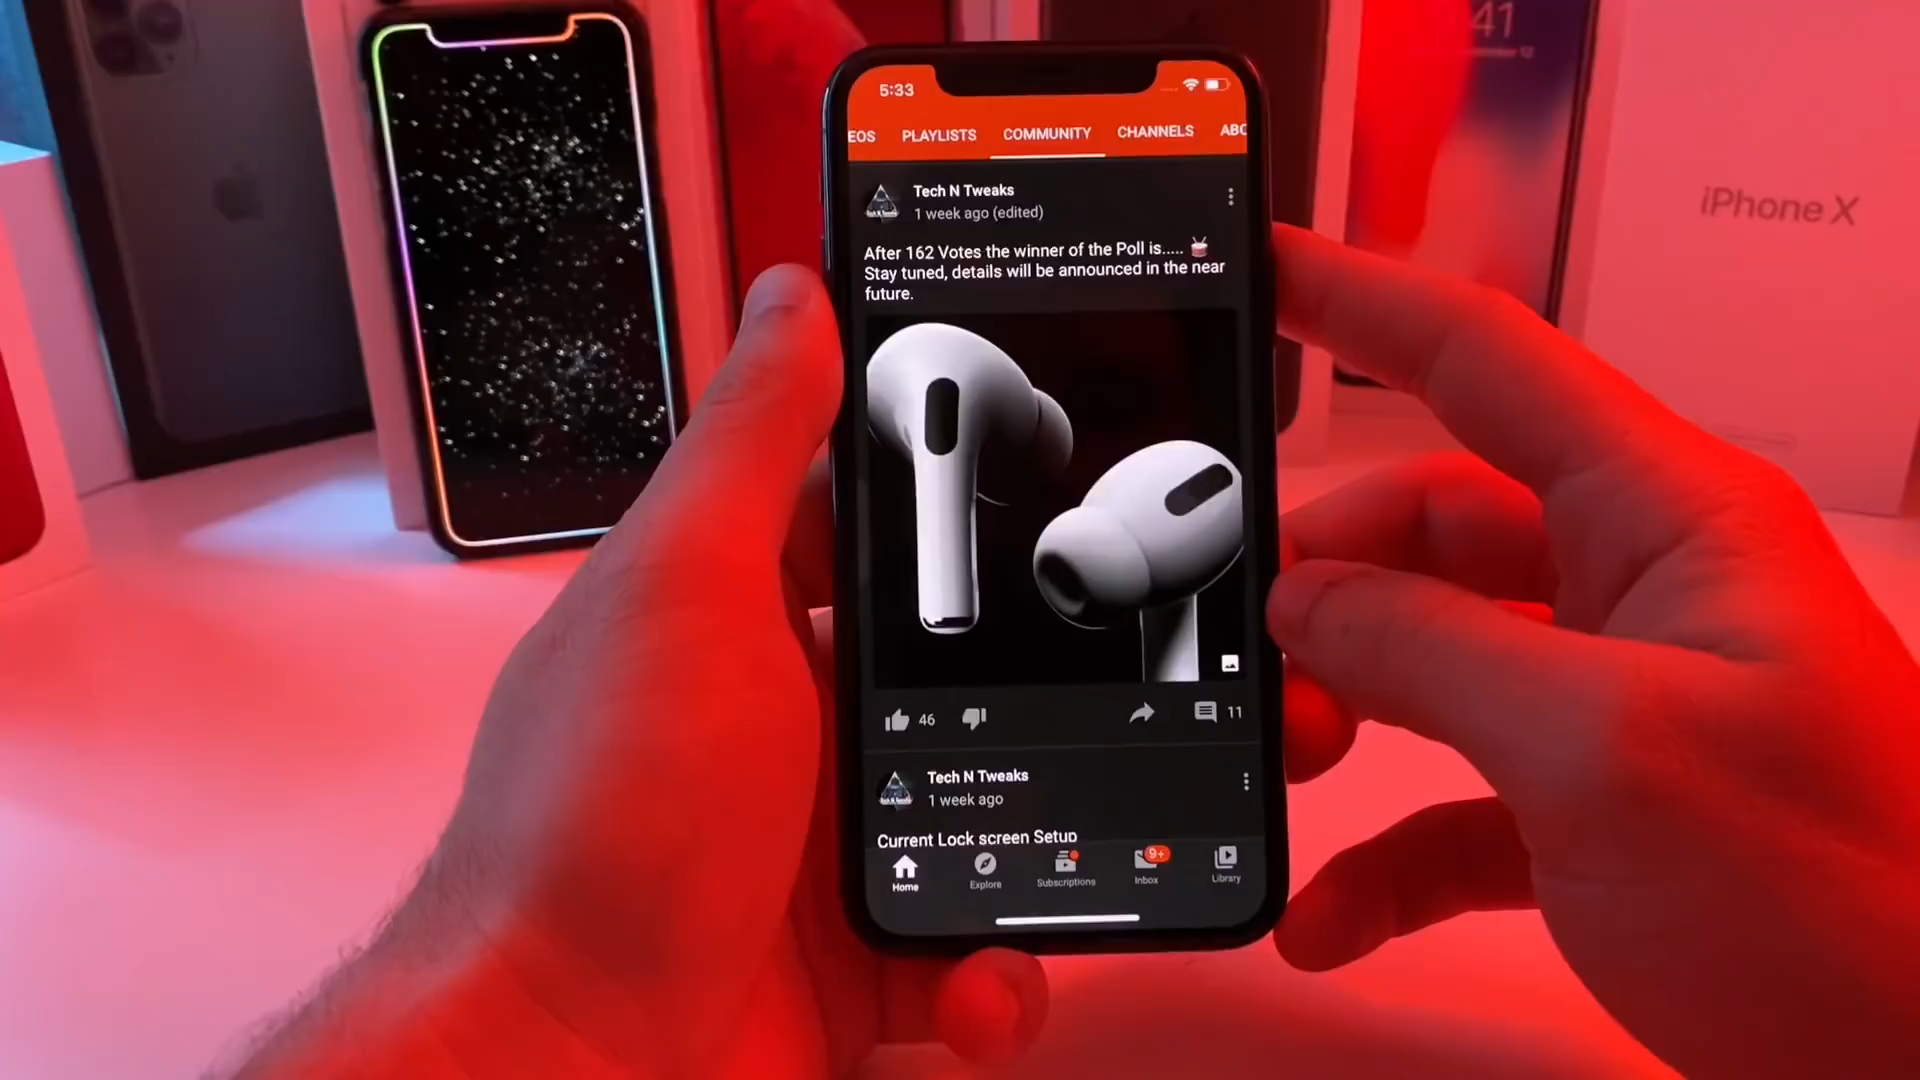 41
iPhone X
5:33
EOS PLAYLISTS COMMUNITY CHANNELS ABO
Tech N Tweaks
1 week ago (edited)
After 162 Votes the winner of the Poll is..... 🥁
Stay tuned, details will be announced in the near
future.
46
11
Tech N Tweaks
1 week ago
Current Lock screen Setup
9+
Home Explore Subscriptions Inbox Library